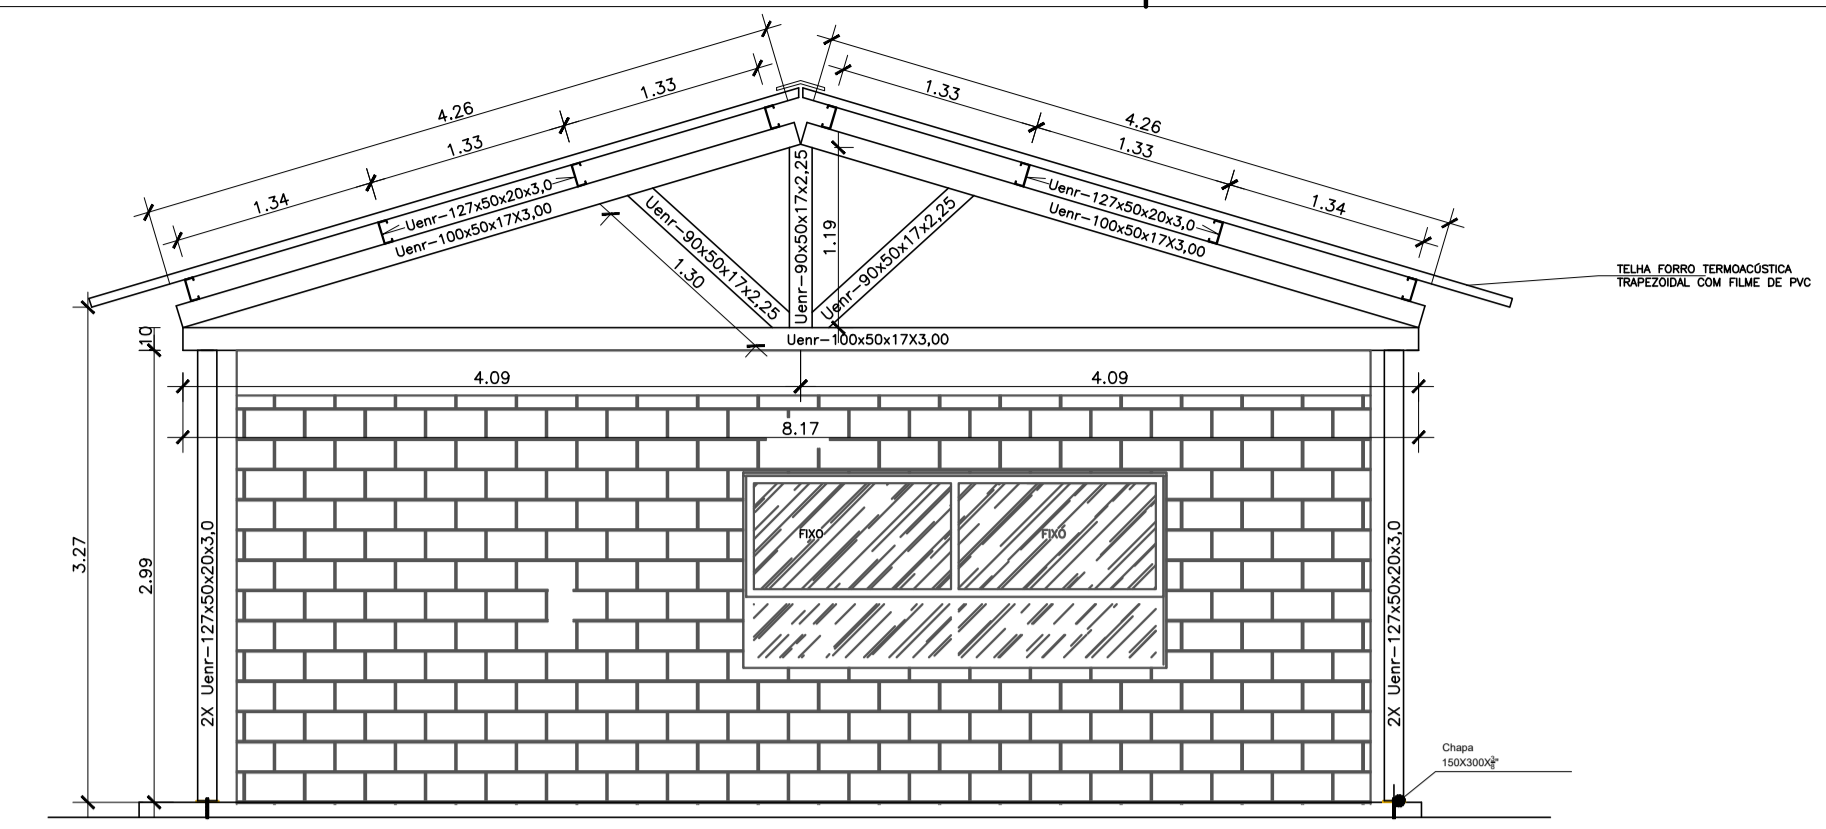 4.26
1.33
1.33
1.34
1.33
4.26
1.33
1.34
Uenr-127x50x20x3,0
Uenr-100x50x17X3,00
Uenr-90x50x17x2,25
1.30
Uenr-90x50x17x2,25
1.19
Uenr-90x50x17x2,25
Uenr-127x50x20x3,0
Uenr-100x50x17X3,00
TELHA FORRO TERMOACÚSTICA
TRAPEZOIDAL COM FILME DE PVC
10
Uenr-100x50x17X3,00
4.09
4.09
8.17
3.27
2.99
2X Uenr-127x50x20x3,0
FIXO
FIXO
2X Uenr-127x50x20x3,0
Chapa
150X300X